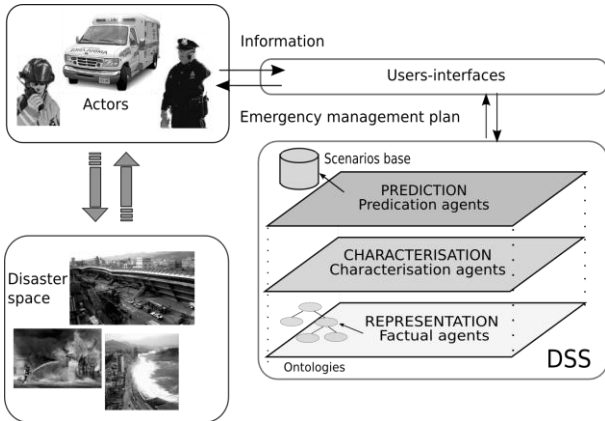 Information
Users-interfaces
Actors
Emergency management plan
Scenarios base
PREDICTION
Predication agents
CHARACTERISATION
Characterisation agents
Disaster
space
REPRESENTATION
Factual agents
Ontologies
DSS